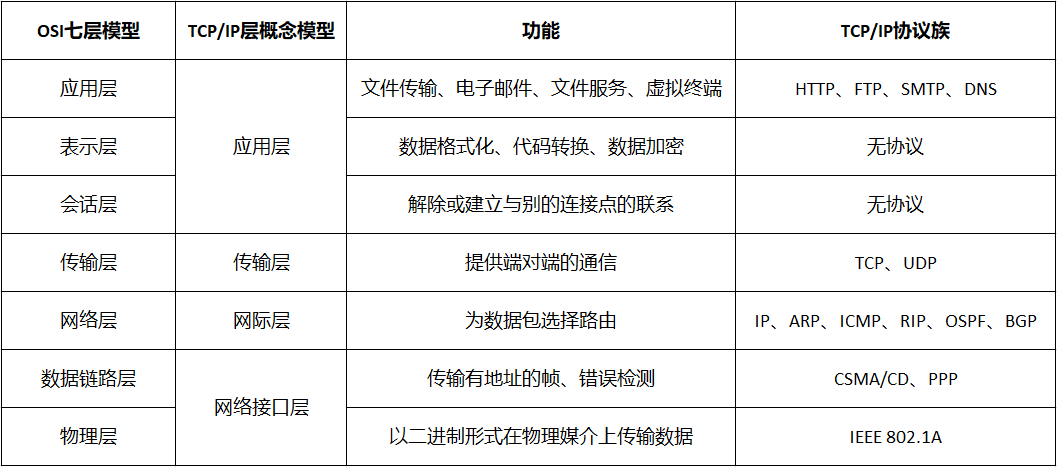 OSI七层模型 TCP/IP层概念模型 功能 TCP/IP协议族
应用层 应用层 文件传输、电子邮件、文件服务、虚拟终端 HTTP、FTP、SMTP、DNS
表示层 数据格式化、代码转换、数据加密 无协议
会话层 解除或建立与别的连接点的联系 无协议
传输层 传输层 提供端对端的通信 TCP、UDP
网络层 网际层 为数据包选择路由 IP、ARP、ICMP、RIP、OSPF、BGP
数据链路层 网络接口层 传输有地址的帧、错误检测 CSMA/CD、PPP
物理层 以二进制形式在物理媒介上传输数据 IEEE 802.1A